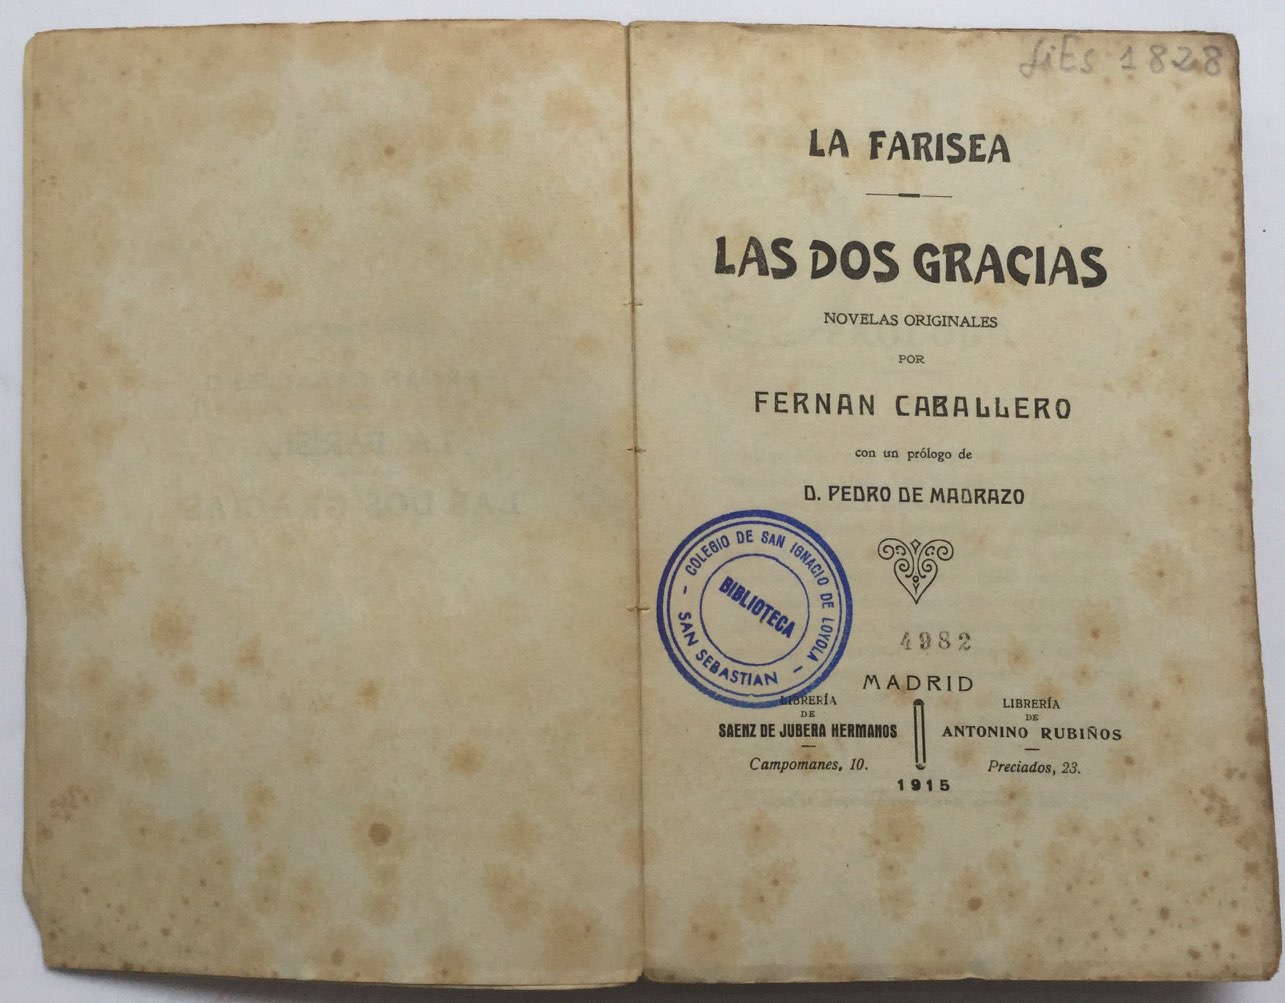 LA FARISEA
LAS DOS GRACIAS
NOVELAS ORIGINALES
POR
FERNAN CABALLERO
con un prólogo de
D. PEDRO DE MADRAZO
COLEGIO DE SAN IGNACIO DE LOYOLA
BIBLIOTECA
SAN SEBASTIAN
4982
MADRID
LIBRERÍA
DE
SAENZ DE JUBERA HERMANOS
Campomanes, 10.
LIBRERÍA
DE
ANTONINO RUBIÑOS
Preciados, 23.
1915
1828